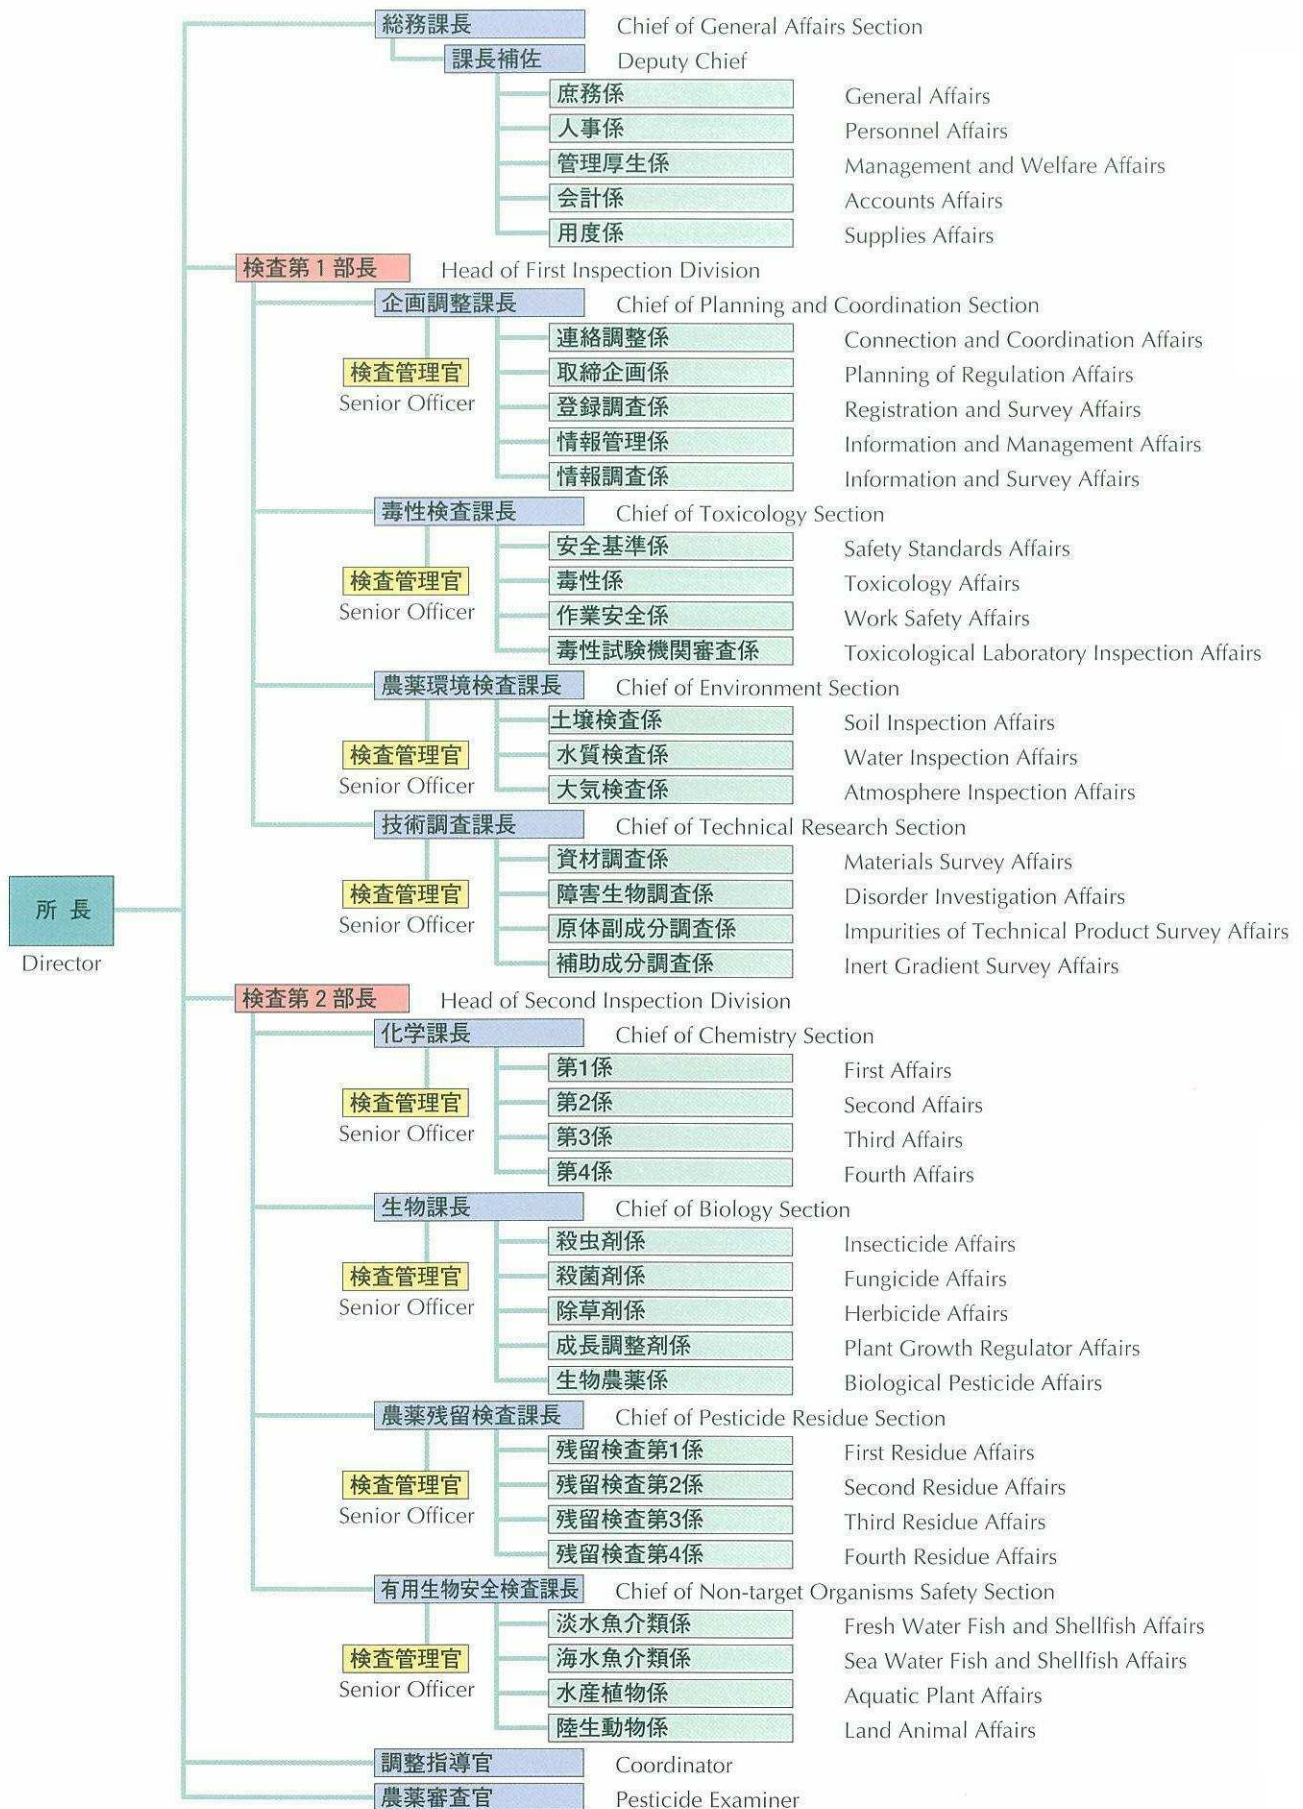 総務課長 Chief of General Affairs Section
課長補佐 Deputy Chief
庶務係 General Affairs
人事係 Personnel Affairs
管理厚生係 Management and Welfare Affairs
会計係 Accounts Affairs
用度係 Supplies Affairs
検査第1部長 Head of First Inspection Division
企画調整課長 Chief of Planning and Coordination Section
連絡調整係 Connection and Coordination Affairs
検査管理官 取締企画係 Planning of Regulation Affairs
Senior Officer 登録調査係 Registration and Survey Affairs
情報管理係 Information and Management Affairs
情報調査係 Information and Survey Affairs
毒性検査課長 Chief of Toxicology Section
安全基準係 Safety Standards Affairs
検査管理官 毒性係 Toxicology Affairs
Senior Officer 作業安全係 Work Safety Affairs
毒性試験機関審査係 Toxicological Laboratory Inspection Affairs
農薬環境検査課長 Chief of Environment Section
土壌検査係 Soil Inspection Affairs
検査管理官 水質検査係 Water Inspection Affairs
Senior Officer 大気検査係 Atmosphere Inspection Affairs
技術調査課長 Chief of Technical Research Section
資材調査係 Materials Survey Affairs
検査管理官 障害生物調査係 Disorder Investigation Affairs
所長 Senior Officer 原体副成分調査係 Impurities of Technical Product Survey Affairs
Director 補助成分調査係 Inert Gradient Survey Affairs
検査第2部長 Head of Second Inspection Division
化学課長 Chief of Chemistry Section
第1係 First Affairs
検査管理官 第2係 Second Affairs
Senior Officer 第3係 Third Affairs
第4係 Fourth Affairs
生物課長 Chief of Biology Section
殺虫剤係 Insecticide Affairs
検査管理官 殺菌剤係 Fungicide Affairs
Senior Officer 除草剤係 Herbicide Affairs
成長調整剤係 Plant Growth Regulator Affairs
生物農薬係 Biological Pesticide Affairs
農薬残留検査課長 Chief of Pesticide Residue Section
残留検査第1係 First Residue Affairs
検査管理官 残留検査第2係 Second Residue Affairs
Senior Officer 残留検査第3係 Third Residue Affairs
残留検査第4係 Fourth Residue Affairs
有用生物安全検査課長 Chief of Non-target Organisms Safety Section
淡水魚介類係 Fresh Water Fish and Shellfish Affairs
検査管理官 海水魚介類係 Sea Water Fish and Shellfish Affairs
Senior Officer 水産植物係 Aquatic Plant Affairs
陸生動物係 Land Animal Affairs
調整指導官 Coordinator
農薬審査官 Pesticide Examiner